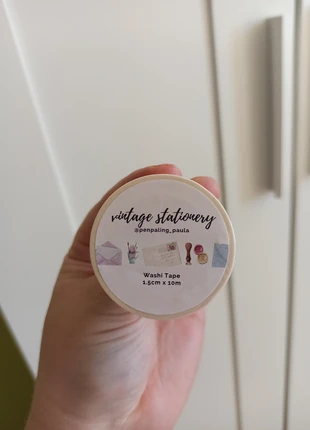 vintage stationery
@penpaling_paula
Washi Tape
1.5cm x 10m